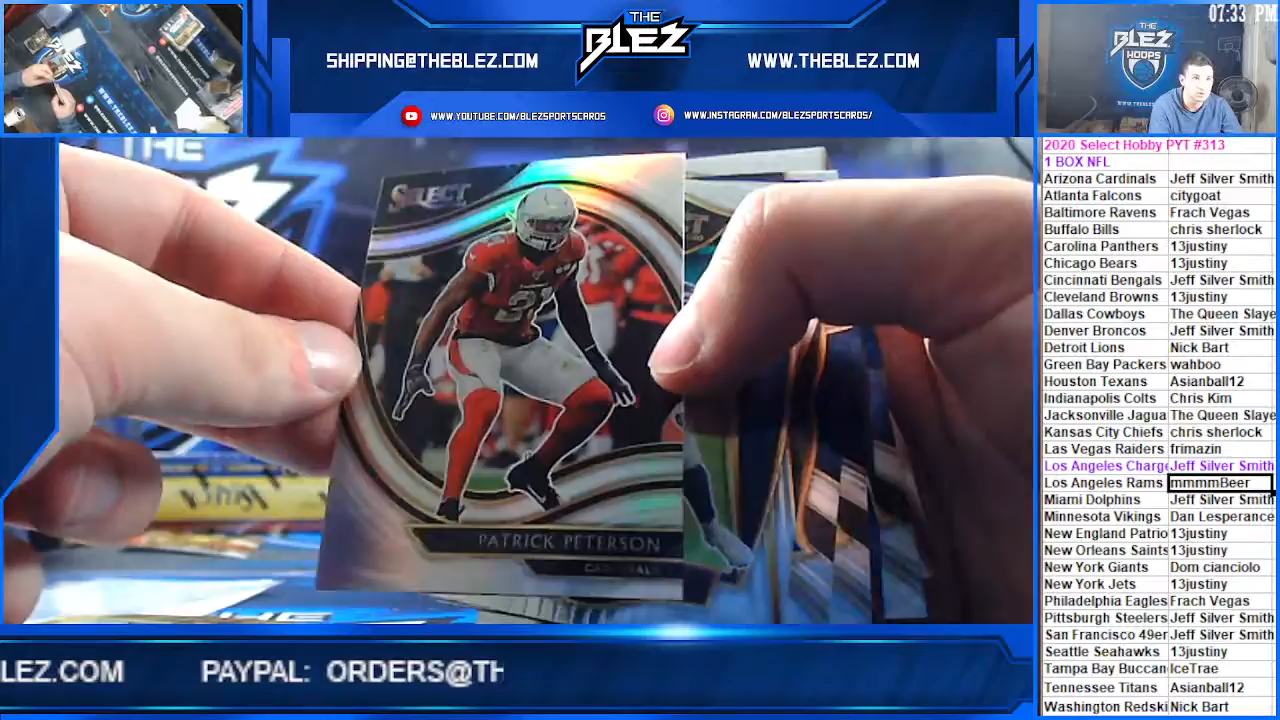 THE
BLEZ
SHIPPING@THEBLEZ.COM
WWW.THEBLEZ.COM
WWW.YOUTUBE.COM/BLEZSPORTSCARDS
WWW.INSTAGRAM.COM/BLEZSPORTSCARDS/
07:33 PM
THE
BLEZ
HOOPS
THE
SELECT
31
PATRICK PETERSON
CARDINALS
2020 Select Hobby PYT #313
1 BOX NFL
Arizona Cardinals Jeff Silver Smith
Atlanta Falcons citygoat
Baltimore Ravens Frach Vegas
Buffalo Bills chris sherlock
Carolina Panthers 13justiny
Chicago Bears 13justiny
Cincinnati Bengals Jeff Silver Smith
Cleveland Browns 13justiny
Dallas Cowboys The Queen Slaye
Denver Broncos Jeff Silver Smith
Detroit Lions Nick Bart
Green Bay Packers wahboo
Houston Texans Asianball12
Indianapolis Colts Chris Kim
Jacksonville Jagua The Queen Slaye
Kansas City Chiefs chris sherlock
Las Vegas Raiders frimazin
Los Angeles Charge Jeff Silver Smith
Los Angeles Rams mmmmBeer
Miami Dolphins Jeff Silver Smith
Minnesota Vikings Dan Lesperance
New England Patrio 13justiny
New Orleans Saints 13justiny
New York Giants Dom cianciolo
New York Jets 13justiny
Philadelphia Eagles Frach Vegas
Pittsburgh Steelers Jeff Silver Smith
San Francisco 49er Jeff Silver Smith
Seattle Seahawks 13justiny
Tampa Bay Buccan IceTrae
Tennessee Titans Asianball12
Washington Redski Nick Bart
LEZ.COM PAYPAL: ORDERS@TH